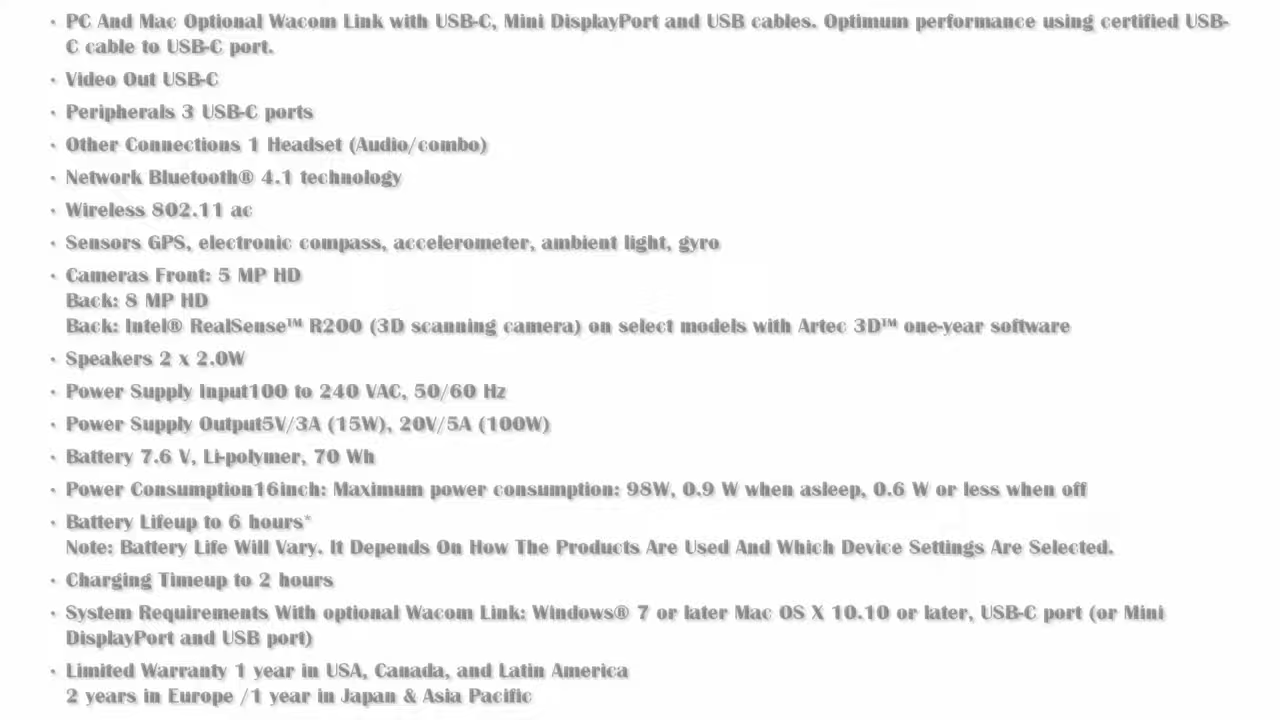 • PC And Mac Optional Wacom Link with USB-C, Mini DisplayPort and USB cables. Optimum performance using certified USB-
C cable to USB-C port.
• Video Out USB-C
• Peripherals 3 USB-C ports
• Other Connections 1 Headset (Audio/combo)
• Network Bluetooth® 4.1 technology
• Wireless 802.11 ac
• Sensors GPS, electronic compass, accelerometer, ambient light, gyro
• Cameras Front: 5 MP HD
Back: 8 MP HD
Back: Intel® RealSense™ R200 (3D scanning camera) on select models with Artec 3D™ one-year software
• Speakers 2 x 2.0W
• Power Supply Input100 to 240 VAC, 50/60 Hz
• Power Supply Output5V/3A (15W), 20V/5A (100W)
• Battery 7.6 V, Li-polymer, 70 Wh
• Power Consumption16inch: Maximum power consumption: 98W, 0.9 W when asleep, 0.6 W or less when off
• Battery Lifeup to 6 hours*
Note: Battery Life Will Vary. It Depends On How The Products Are Used And Which Device Settings Are Selected.
• Charging Timeup to 2 hours
• System Requirements With optional Wacom Link: Windows® 7 or later Mac OS X 10.10 or later, USB-C port (or Mini
DisplayPort and USB port)
• Limited Warranty 1 year in USA, Canada, and Latin America
2 years in Europe /1 year in Japan & Asia Pacific